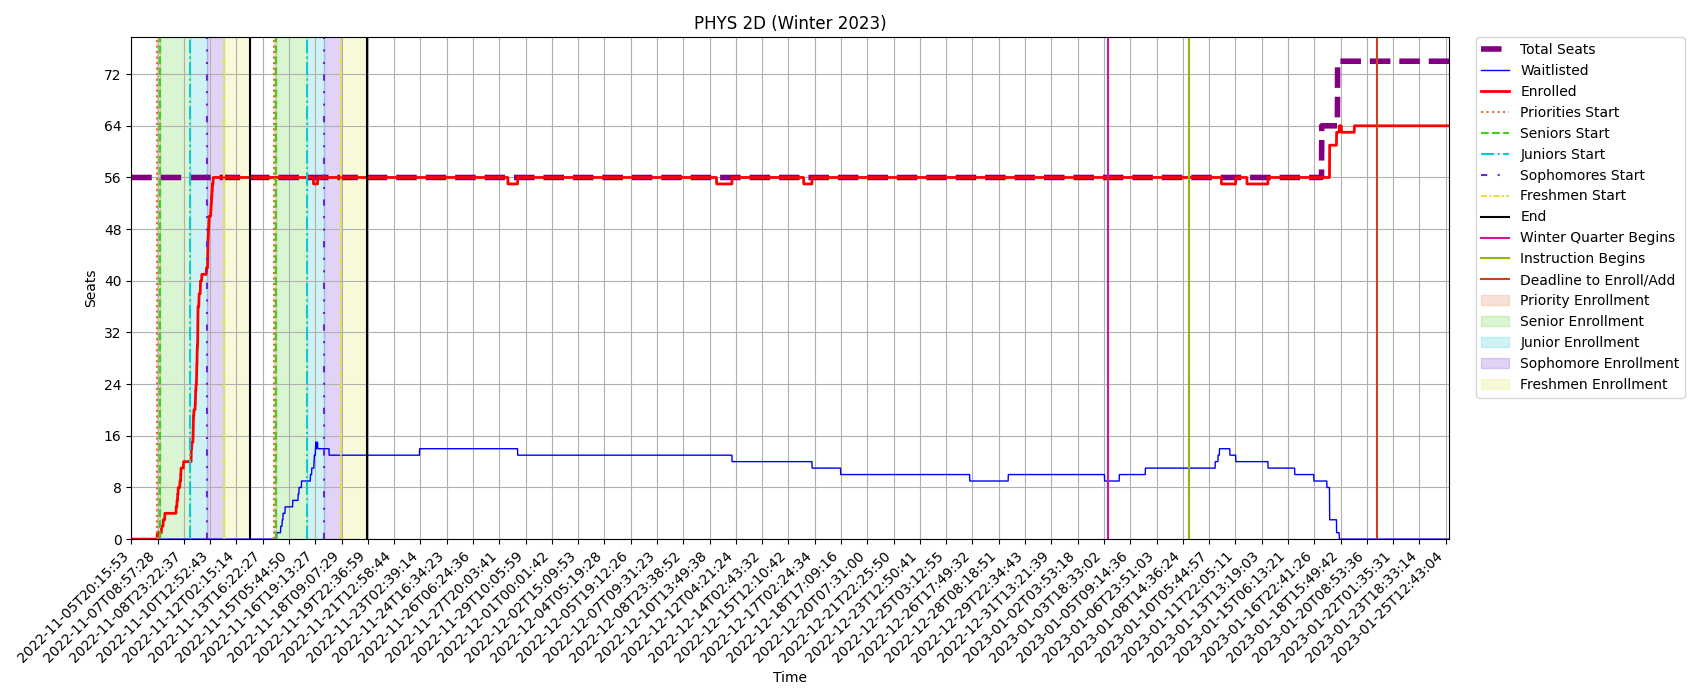 PHYS 2D (Winter 2023)
Seats
72
64
56
48
40
32
24
16
8
0
2022-11-05T20:15:53
2022-11-07T08:57:28
2022-11-08T23:22:37
2022-11-10T12:52:43
2022-11-12T02:15:14
2022-11-13T16:22:27
2022-11-15T05:44:50
2022-11-16T19:13:27
2022-11-18T09:07:29
2022-11-19T22:36:59
2022-11-21T12:58:44
2022-11-23T02:39:14
2022-11-24T16:34:23
2022-11-26T06:24:36
2022-11-27T20:03:41
2022-11-29T10:05:59
2022-12-01T00:01:42
2022-12-02T15:09:53
2022-12-04T05:19:28
2022-12-05T19:12:26
2022-12-07T09:31:23
2022-12-08T23:38:52
2022-12-10T13:49:38
2022-12-12T04:21:24
2022-12-14T02:43:32
2022-12-15T17:10:42
2022-12-17T07:24:34
2022-12-18T17:09:16
2022-12-20T07:31:00
2022-12-21T22:25:50
2022-12-23T12:50:41
2022-12-25T03:12:55
2022-12-26T17:49:32
2022-12-28T08:18:51
2022-12-29T22:34:43
2022-12-31T13:21:39
2023-01-02T03:53:18
2023-01-03T18:33:02
2023-01-05T09:14:36
2023-01-06T23:51:03
2023-01-08T14:36:24
2023-01-10T05:44:57
2023-01-11T22:05:11
2023-01-13T13:19:03
2023-01-15T06:13:21
2023-01-16T22:41:26
2023-01-18T15:49:42
2023-01-20T08:53:36
2023-01-22T01:35:31
2023-01-23T18:33:14
2023-01-25T12:43:04
Time
Total Seats
Waitlisted
Enrolled
Priorities Start
Seniors Start
Juniors Start
Sophomores Start
Freshmen Start
End
Winter Quarter Begins
Instruction Begins
Deadline to Enroll/Add
Priority Enrollment
Senior Enrollment
Junior Enrollment
Sophomore Enrollment
Freshmen Enrollment